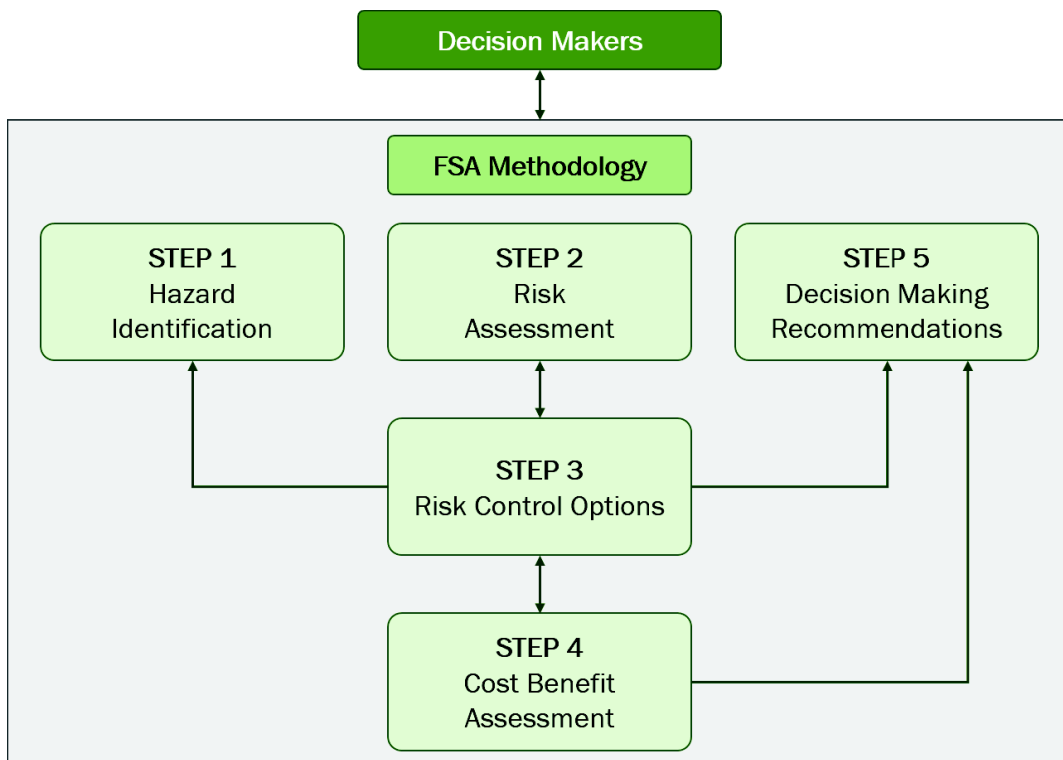 Decision Makers
FSA Methodology
STEP 1
Hazard
Identification
STEP 2
Risk
Assessment
STEP 5
Decision Making
Recommendations
STEP 3
Risk Control Options
STEP 4
Cost Benefit
Assessment